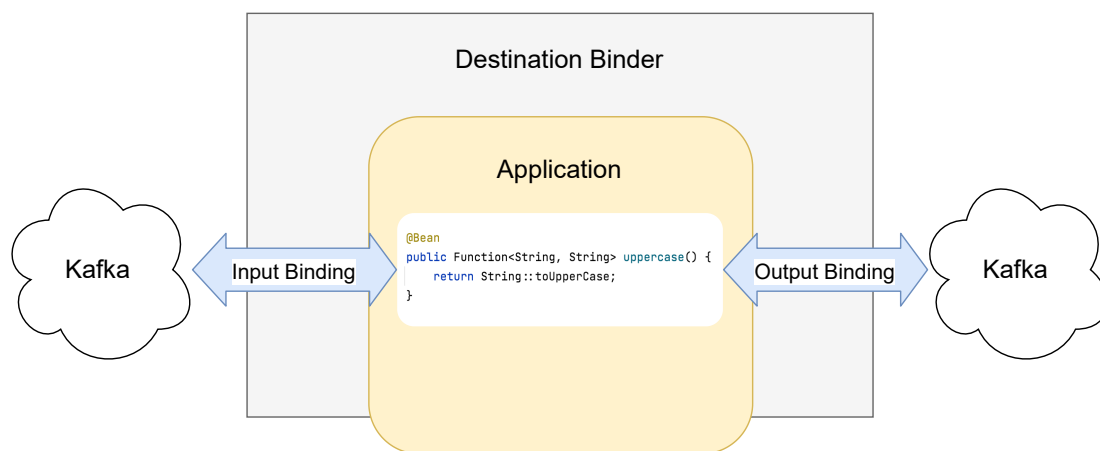 Destination Binder
Application
Kafka
Input Binding
@Bean
public Function<String, String> uppercase() {
    return String::toUpperCase;
}
Output Binding
Kafka